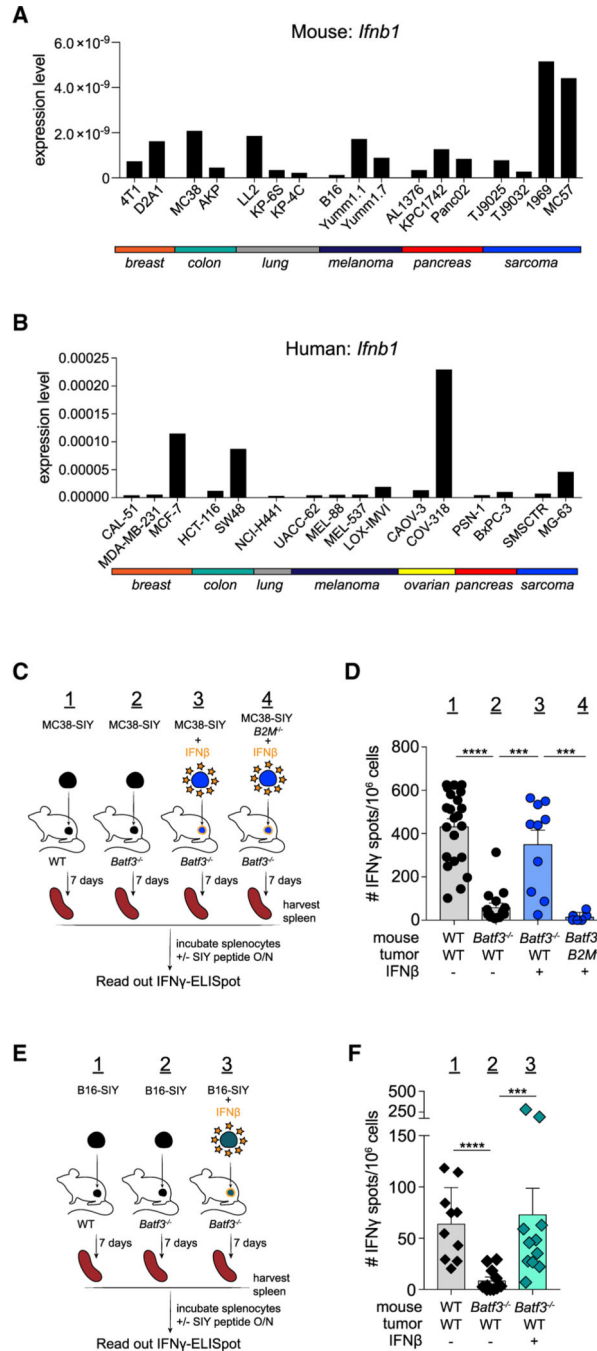 A
Mouse: Ifnb1
expression level
6.0×10⁻⁹
4.0×10⁻⁹
2.0×10⁻⁹
0
4T1
D2A1
MC38
AKP
LL2
KP-6S
KP-4C
B16
Yumm1.1
Yumm1.7
AL1376
KPC1742
Panc02
TJ9025
TJ9032
1969
MC57
breast colon lung melanoma pancreas sarcoma
B
Human: Ifnb1
expression level
0.00025
0.00020
0.00015
0.00010
0.00005
0.00000
CAL-51
MDA-MB-231
MCF-7
HCT-116
SW48
NCI-H441
UACC-62
MEL-88
MEL-537
LOX-IMVI
CAOV-3
COV-318
PSN-1
BxPC-3
SMSCTR
MG-63
breast colon lung melanoma ovarian pancreas sarcoma
C
1 2 3 4
MC38-SIY MC38-SIY MC38-SIY MC38-SIY
+ B2M-/-
IFNβ + IFNβ
WT Batf3-/- Batf3-/- Batf3-/-
7 days 7 days 7 days 7 days
harvest
spleen
incubate splenocytes
+/- SIY peptide O/N
Read out IFNγ-ELISpot
D
1 2 3 4
# IFNγ spots/10⁶ cells
800
600
400
200
0
**** *** ***
mouse WT Batf3-/- Batf3-/- Batf3
tumor WT WT WT B2M
IFNβ - - + +
E
1 2 3
B16-SIY B16-SIY B16-SIY
+
IFNβ
WT Batf3-/- Batf3-/-
7 days 7 days 7 days
harvest
spleen
incubate splenocytes
+/- SIY peptide O/N
Read out IFNγ-ELISpot
F
1 2 3
# IFNγ spots/10⁶ cells
500
250
150
100
50
0
**** ***
mouse WT Batf3-/- Batf3-/-
tumor WT WT WT
IFNβ - - +